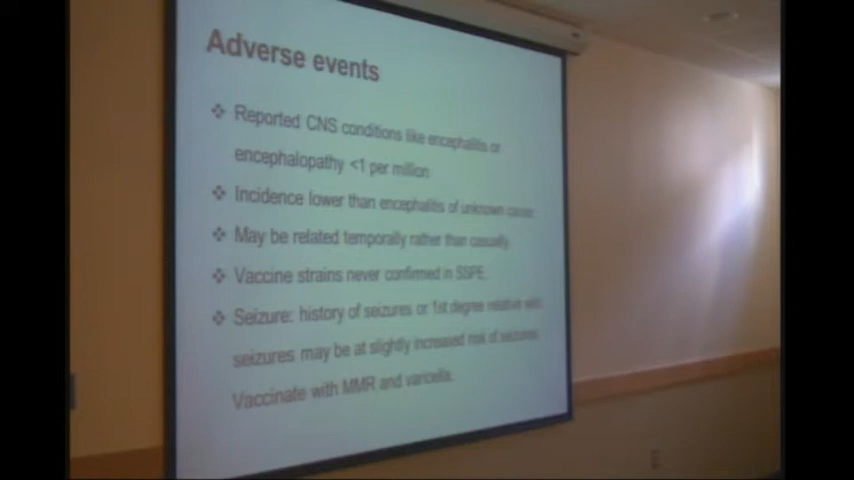 Adverse events
❖ Reported CNS conditions like encephalitis or
encephalopathy <1 per million
❖ Incidence lower than encephalitis of unknown cause
❖ May be related temporally rather than casually
❖ Vaccine strains never confirmed in SSPE.
❖ Seizure: history of seizures or 1st degree relative with
seizures may be at slightly increased risk of seizures
Vaccinate with MMR and varicella.